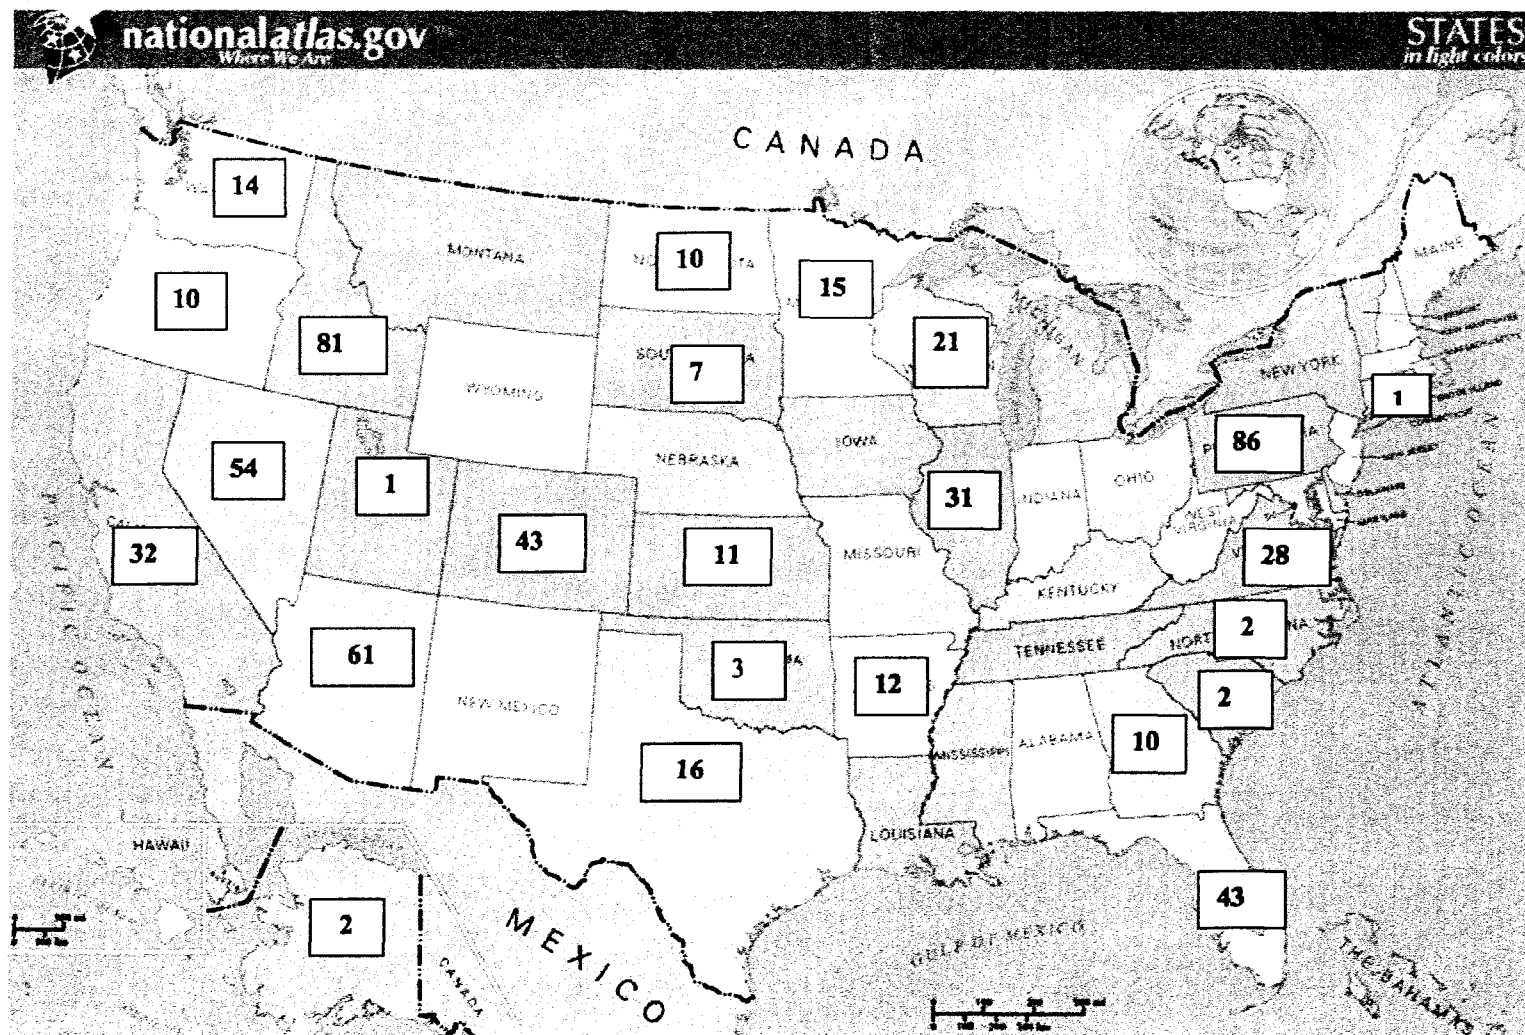 nationalatlas.gov
Where We Are
STATES
in light colors
CANADA
14
MONTANA
10
15
MAINE
10
81
MICHIGAN
21
7
WYOMING
NEW YORK
1
IOWA
86
54
1
NEBRASKA
OHIO
INDIANA
31
WEST
VIRGINIA
32
43
11
MISSOURI
28
KENTUCKY
PACIFIC OCEAN
ATLANTIC OCEAN
61
TENNESSEE
2
NEW MEXICO
3
12
2
16
MISSISSIPPI
ALABAMA
10
LOUISIANA
HAWAII
43
2
MEXICO
GULF OF MEXICO
CANADA
THE BAHAMAS